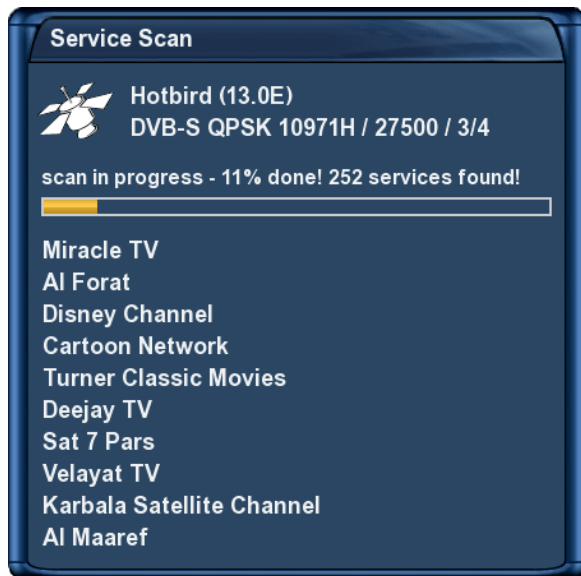 Service Scan
Hotbird (13.0E)
DVB-S QPSK 10971H / 27500 / 3/4
scan in progress - 11% done! 252 services found!
Miracle TV
Al Forat
Disney Channel
Cartoon Network
Turner Classic Movies
Deejay TV
Sat 7 Pars
Velayat TV
Karbala Satellite Channel
Al Maaref